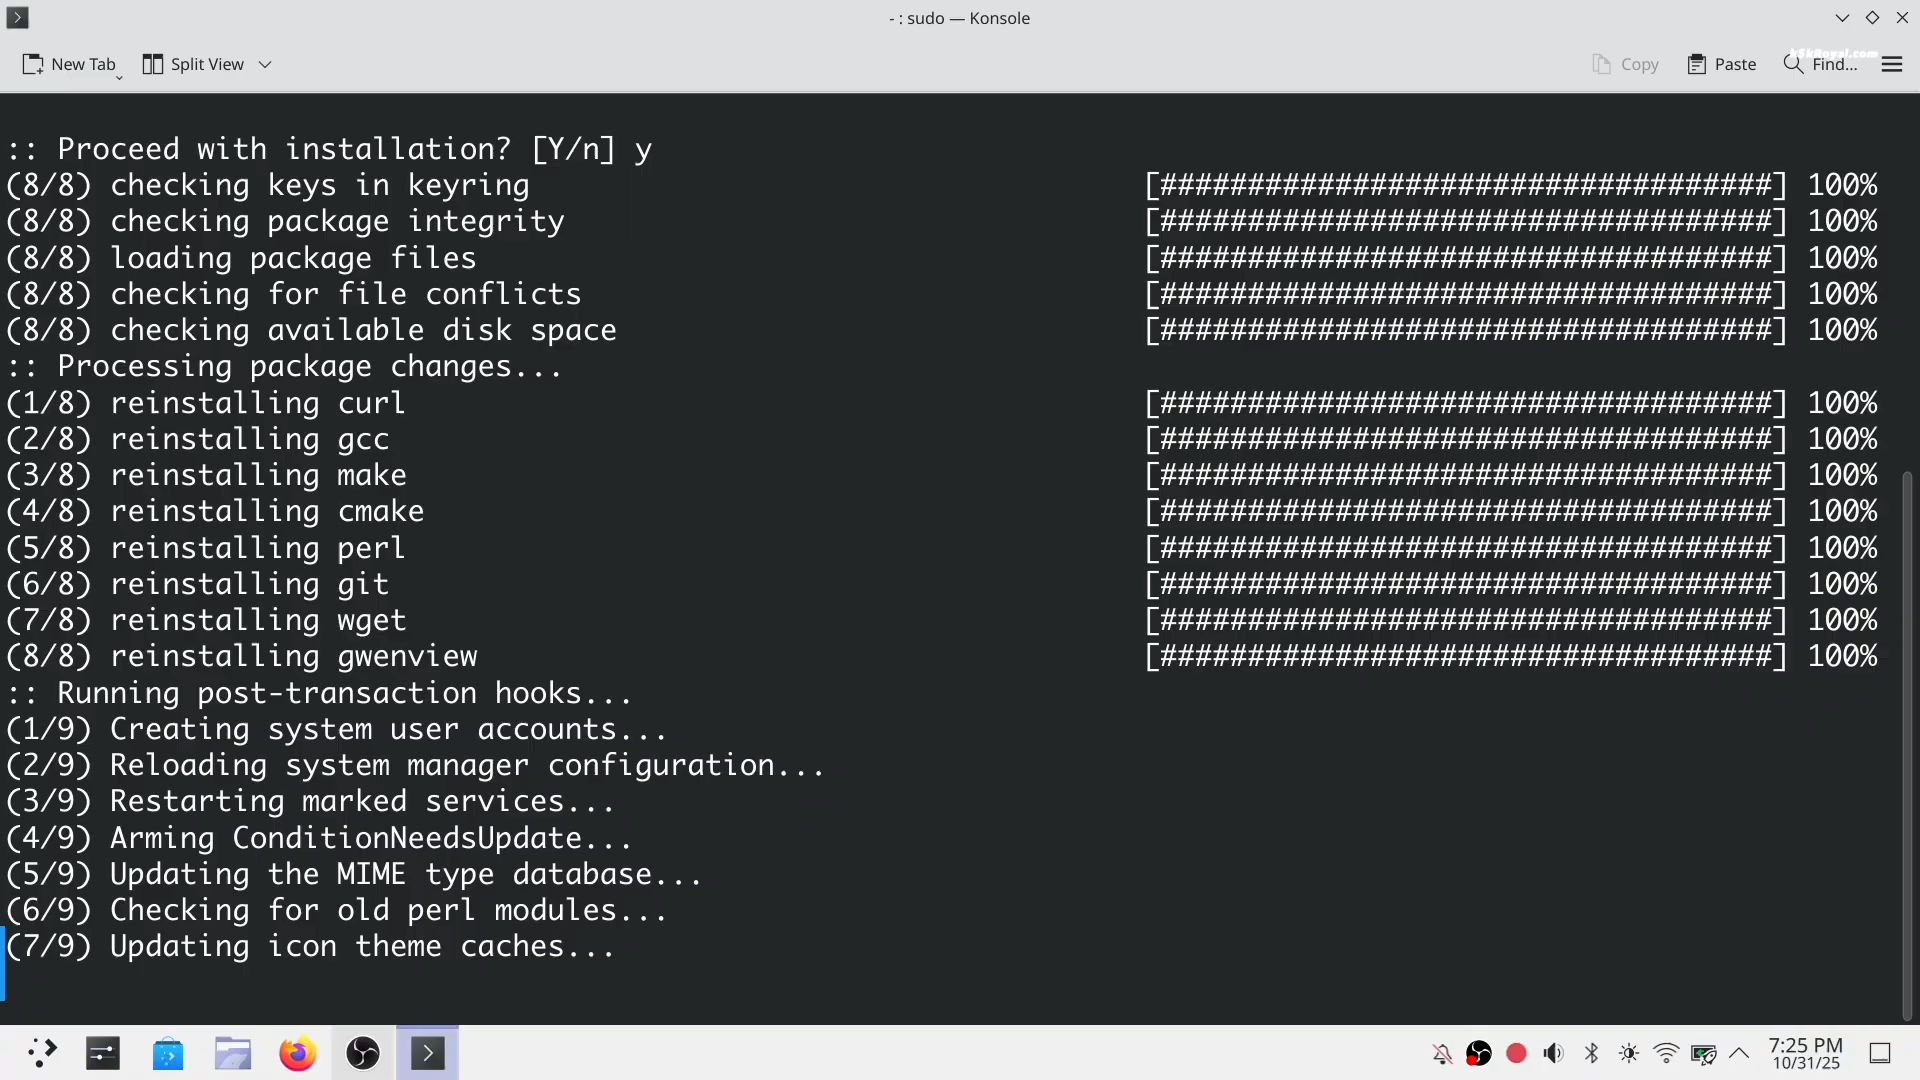 - : sudo — Konsole
New Tab Split View Copy Paste Find...
kSkRoyal.com
:: Proceed with installation? [Y/n] y
(8/8) checking keys in keyring [###################################] 100%
(8/8) checking package integrity [###################################] 100%
(8/8) loading package files [###################################] 100%
(8/8) checking for file conflicts [###################################] 100%
(8/8) checking available disk space [###################################] 100%
:: Processing package changes...
(1/8) reinstalling curl [###################################] 100%
(2/8) reinstalling gcc [###################################] 100%
(3/8) reinstalling make [###################################] 100%
(4/8) reinstalling cmake [###################################] 100%
(5/8) reinstalling perl [###################################] 100%
(6/8) reinstalling git [###################################] 100%
(7/8) reinstalling wget [###################################] 100%
(8/8) reinstalling gwenview [###################################] 100%
:: Running post-transaction hooks...
(1/9) Creating system user accounts...
(2/9) Reloading system manager configuration...
(3/9) Restarting marked services...
(4/9) Arming ConditionNeedsUpdate...
(5/9) Updating the MIME type database...
(6/9) Checking for old perl modules...
(7/9) Updating icon theme caches...
7:25 PM
10/31/25